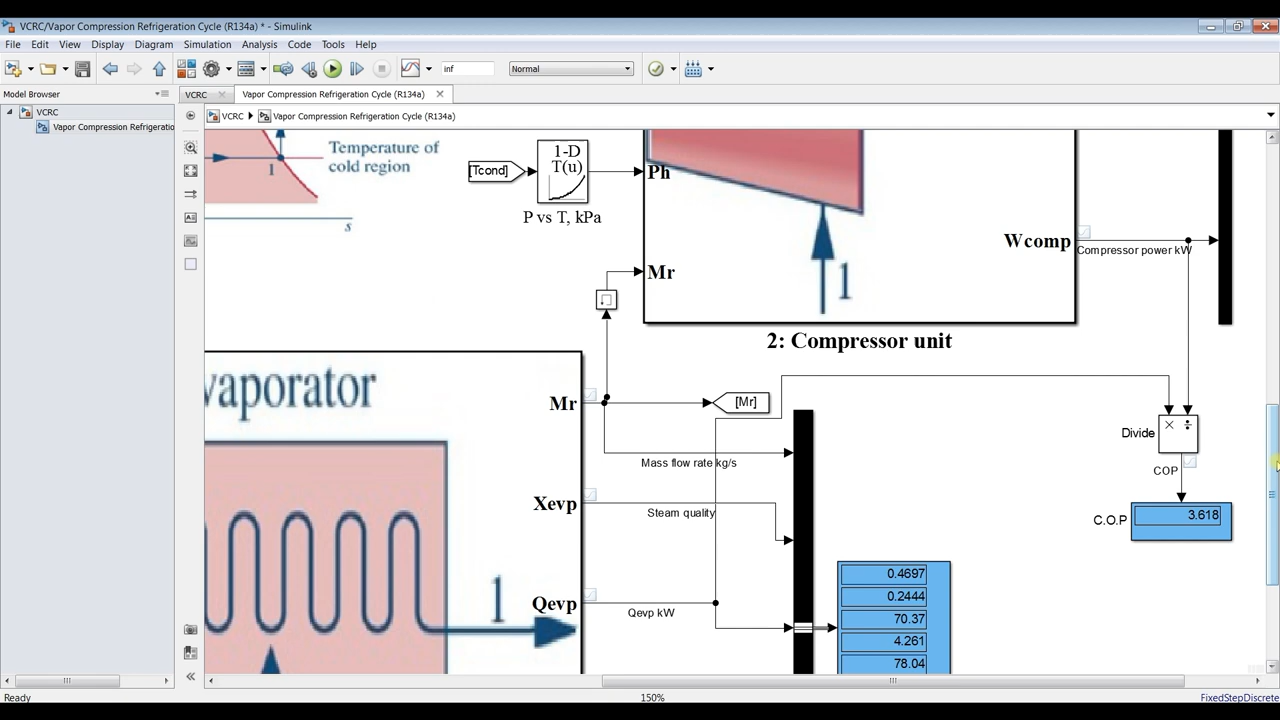 VCRC/Vapor Compression Refrigeration Cycle (R134a) * - Simulink
File Edit View Display Diagram Simulation Analysis Code Tools Help
inf
Normal
Model Browser
VCRC
Vapor Compression Refrigeration Cycle (R134a)
VCRC
Vapor Compression Refrigeratio
VCRC
Vapor Compression Refrigeration Cycle (R134a)
Temperature of
cold region
1
s
[Tcond]
1-D
T(u)
P vs T, kPa
Ph
Mr
Wcomp
Compressor power kW
1
2: Compressor unit
vaporator
Mr
[Mr]
Mass flow rate kg/s
Xevp
Steam quality
1
Qevp
Qevp kW
Divide
× ÷
COP
C.O.P
3.618
0.4697
0.2444
70.37
4.261
78.04
Ready
150%
FixedStepDiscrete